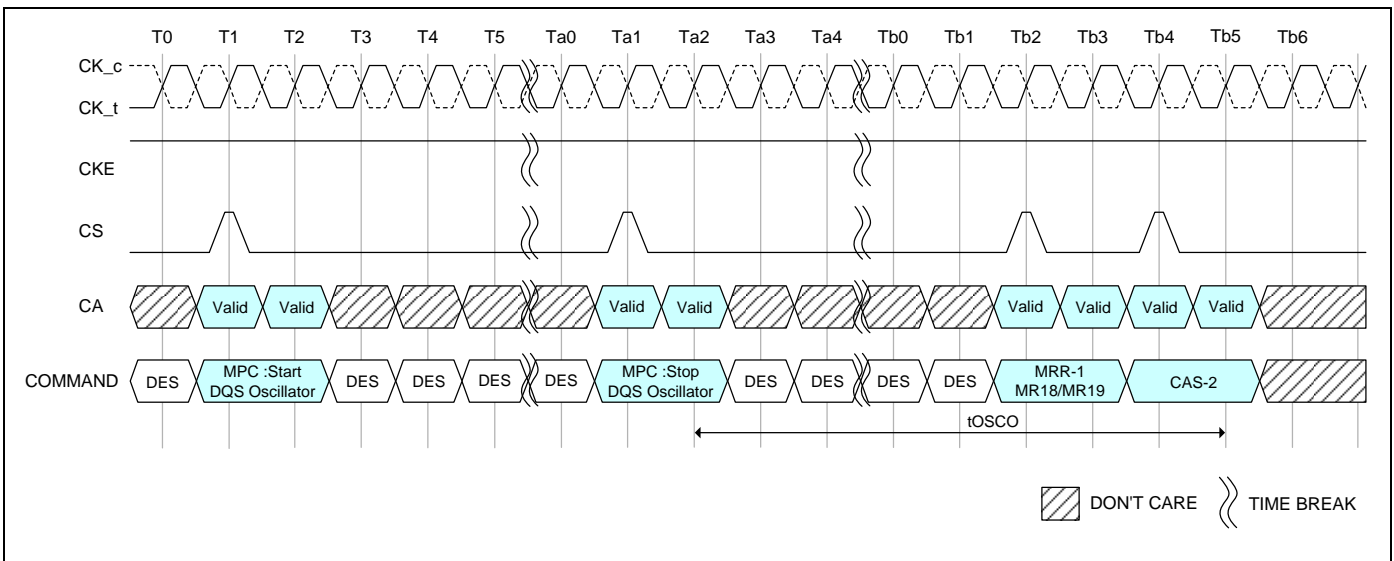 T0 T1 T2 T3 T4 T5 Ta0 Ta1 Ta2 Ta3 Ta4 Tb0 Tb1 Tb2 Tb3 Tb4 Tb5 Tb6
CK_c
CK_t
CKE
CS
CA Valid Valid Valid Valid Valid Valid Valid Valid
COMMAND DES MPC :Start DES DES DES DES MPC :Stop DES DES DES DES MRR-1 CAS-2
DQS Oscillator DQS Oscillator MR18/MR19
tOSCO
DON'T CARE TIME BREAK